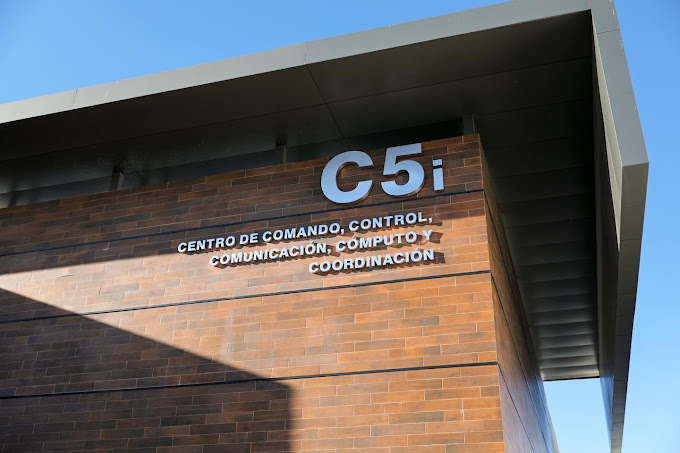 C5i
CENTRO DE COMANDO, CONTROL,
COMUNICACIÓN, CÓMPUTO Y
COORDINACIÓN